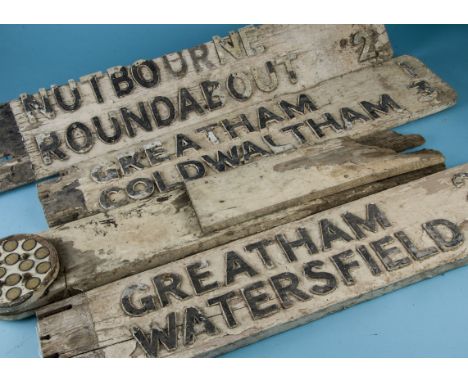 NUTBOURNE
ROUNDABOUT 2
GREATHAM
COLDWALTHAM
GREATHAM
WATERSFIELD